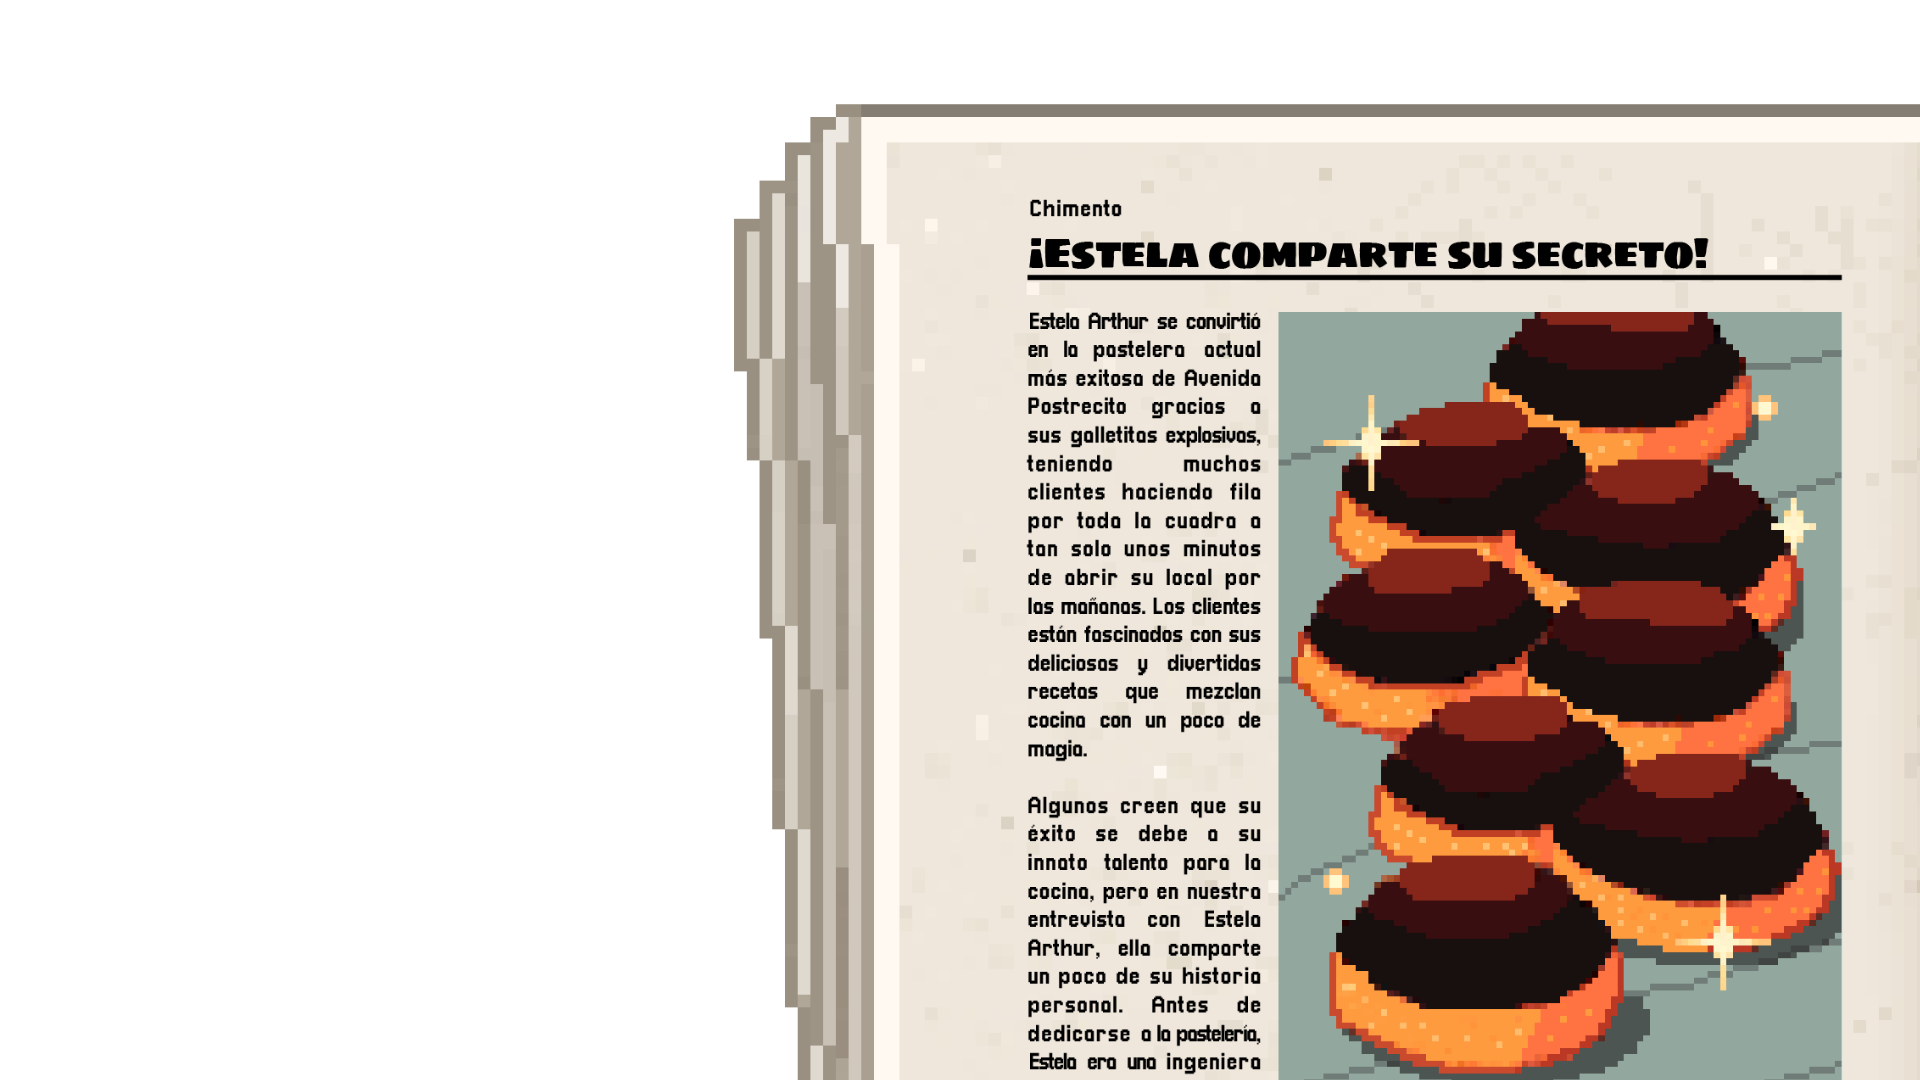 Chimento
¡ESTELA COMPARTE SU SECRETO!
Estela Arthur se convirtió
en la pastelera actual
más exitosa de Avenida
Postrecito gracias a
sus galletitas explosivas,
teniendo muchos
clientes haciendo fila
por toda la cuadra a
tan solo unos minutos
de abrir su local por
las mañanas. Los clientes
están fascinados con sus
deliciosas y divertidas
recetas que mezclan
cocina con un poco de
magia.
Algunos creen que su
éxito se debe a su
innato talento para la
cocina, pero en nuestra
entrevista con Estela
Arthur, ella comparte
un poco de su historia
personal. Antes de
dedicarse a la pastelería,
Estela era una ingeniera